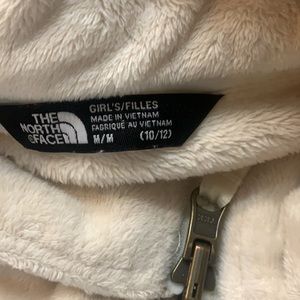 THE
NORTH
FACE
GIRL'S/FILLES
MADE IN VIETNAM
FABRIQUÉ AU VIETNAM
M/M (10/12)